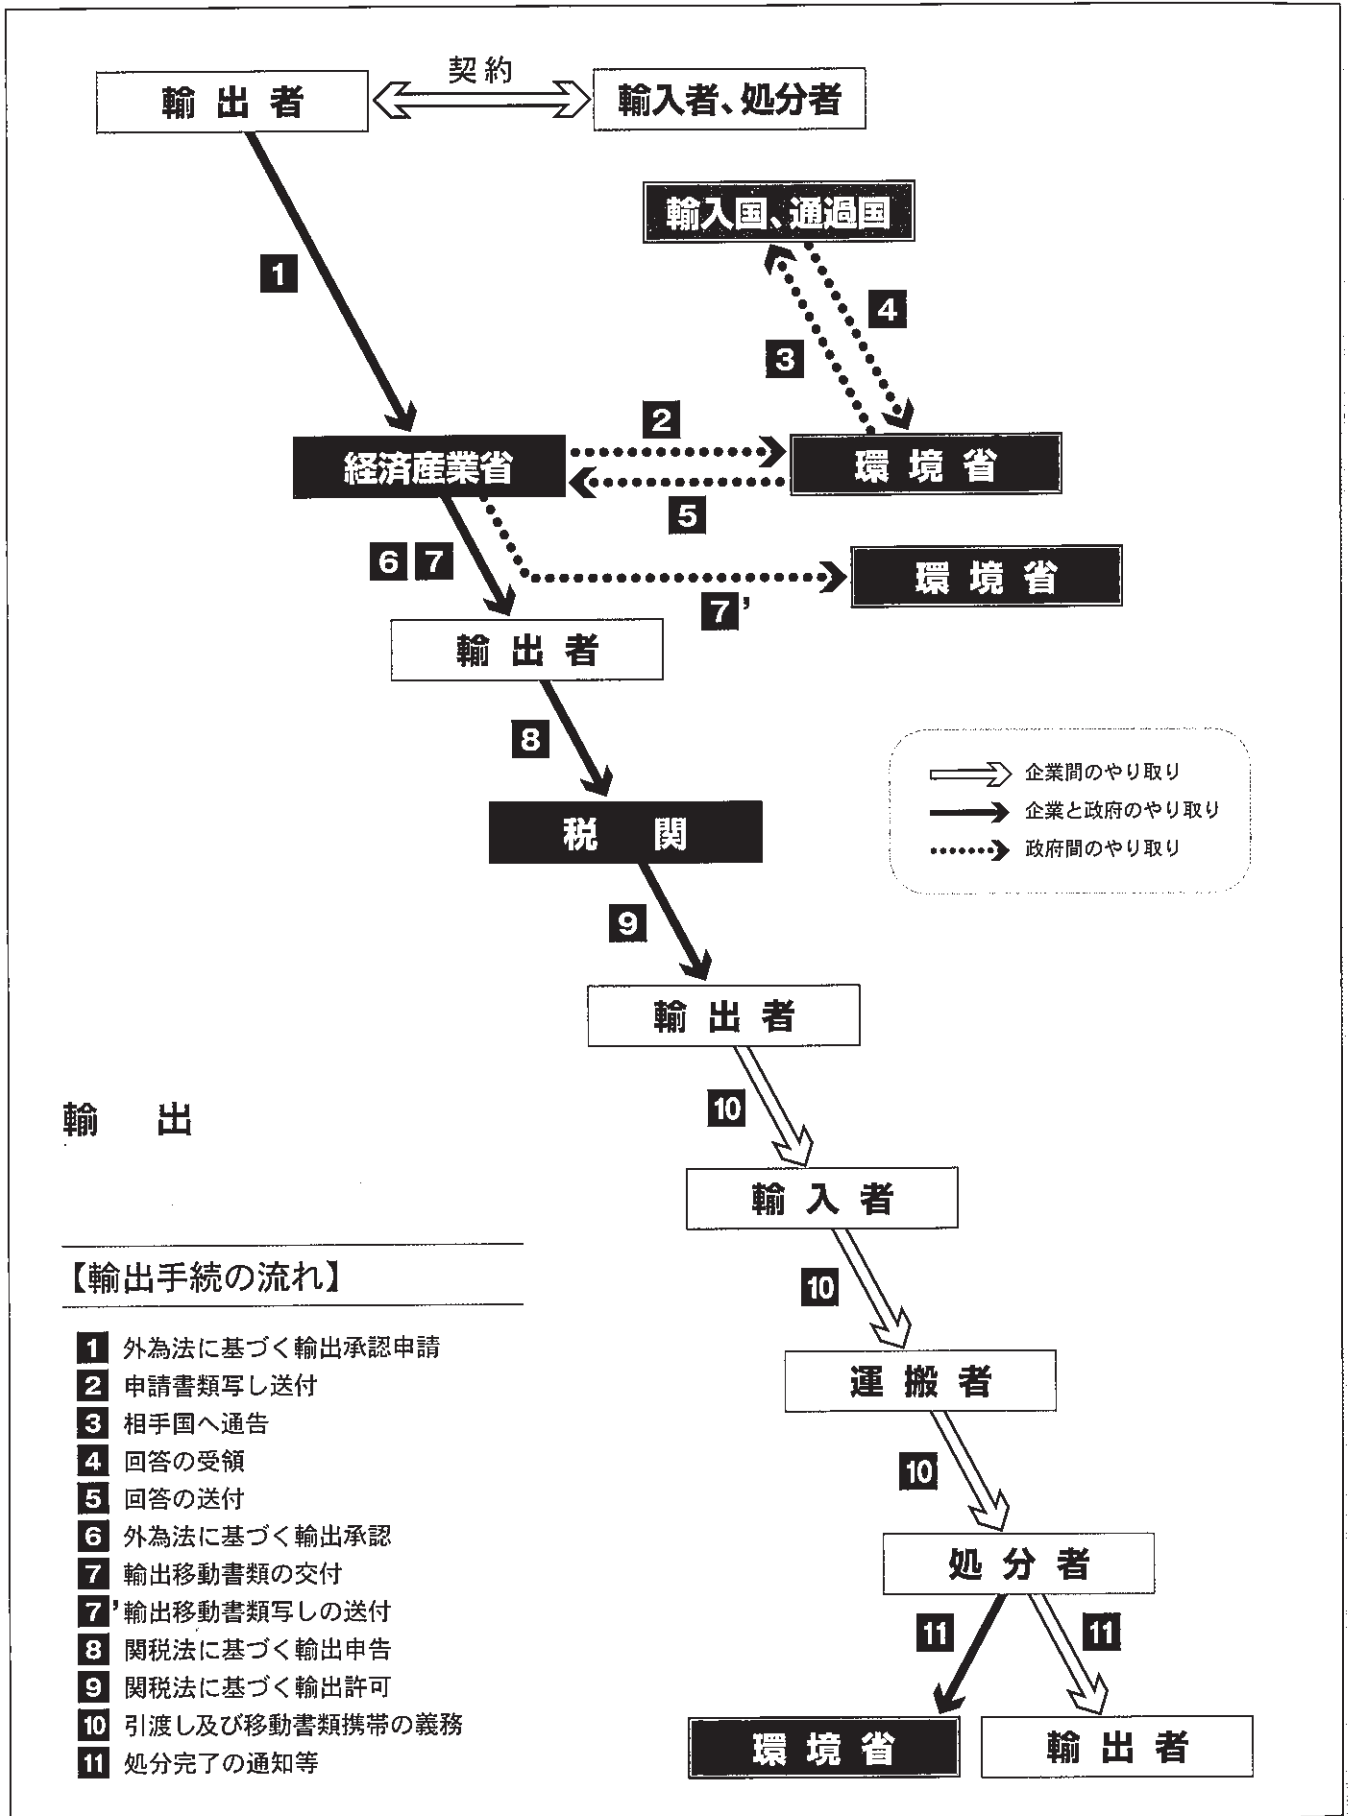 輸出者
契約
輸入者、処分者
輸入国、通過国
1
4
3
2
経済産業省
環境省
5
6 7
環境省
7'
輸出者
8
企業間のやり取り
企業と政府のやり取り
政府間のやり取り
税関
9
輸出者
10
輸出
輸入者
10
【輸出手続の流れ】
1 外為法に基づく輸出承認申請
2 申請書類写し送付
3 相手国へ通告
4 回答の受領
5 回答の送付
6 外為法に基づく輸出承認
7 輸出移動書類の交付
7' 輸出移動書類写しの送付
8 関税法に基づく輸出申告
9 関税法に基づく輸出許可
10 引渡し及び移動書類携帯の義務
11 処分完了の通知等
運搬者
10
処分者
11
11
環境省
輸出者